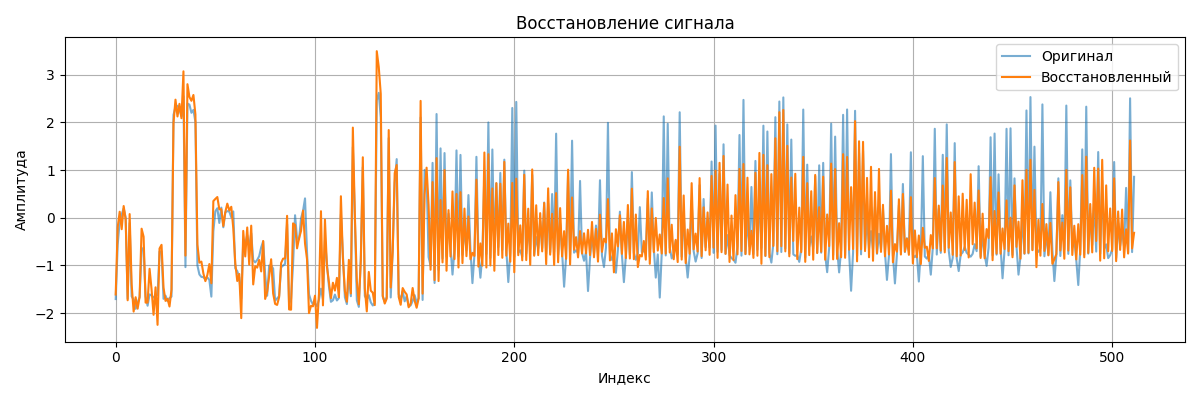 Восстановление сигнала
Оригинал
Восстановленный
Амплитуда
3
2
1
0
−1
−2
0 100 200 300 400 500
Индекс